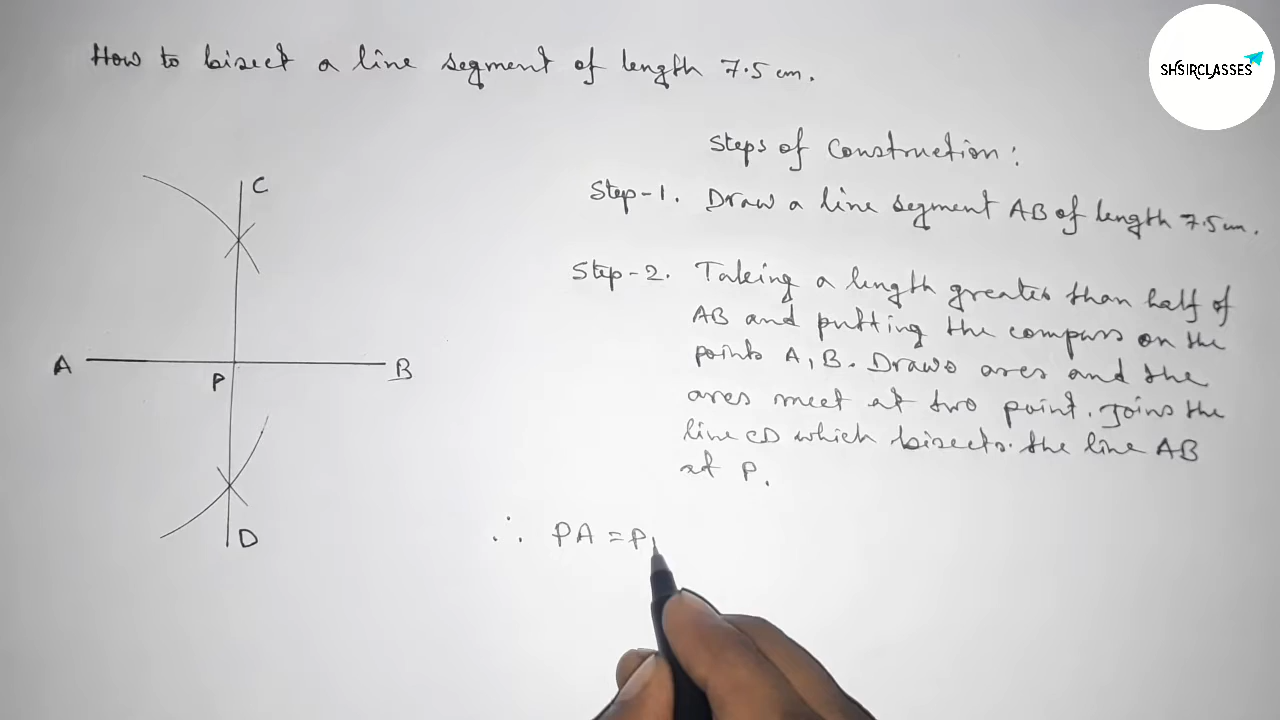 How to bisect a line segment of length 7.5 cm.
SHSIRCLASSES
Steps of Construction:
Step-1. Draw a line segment AB of length 7.5cm.
Step-2. Taking a length greater than half of
AB and putting the compass on the
points A, B. Draws arcs and the
arcs meet at two point. Joins the
line CD which bisects. the line AB
at P.
C
A
B
P
D
∴ PA = P